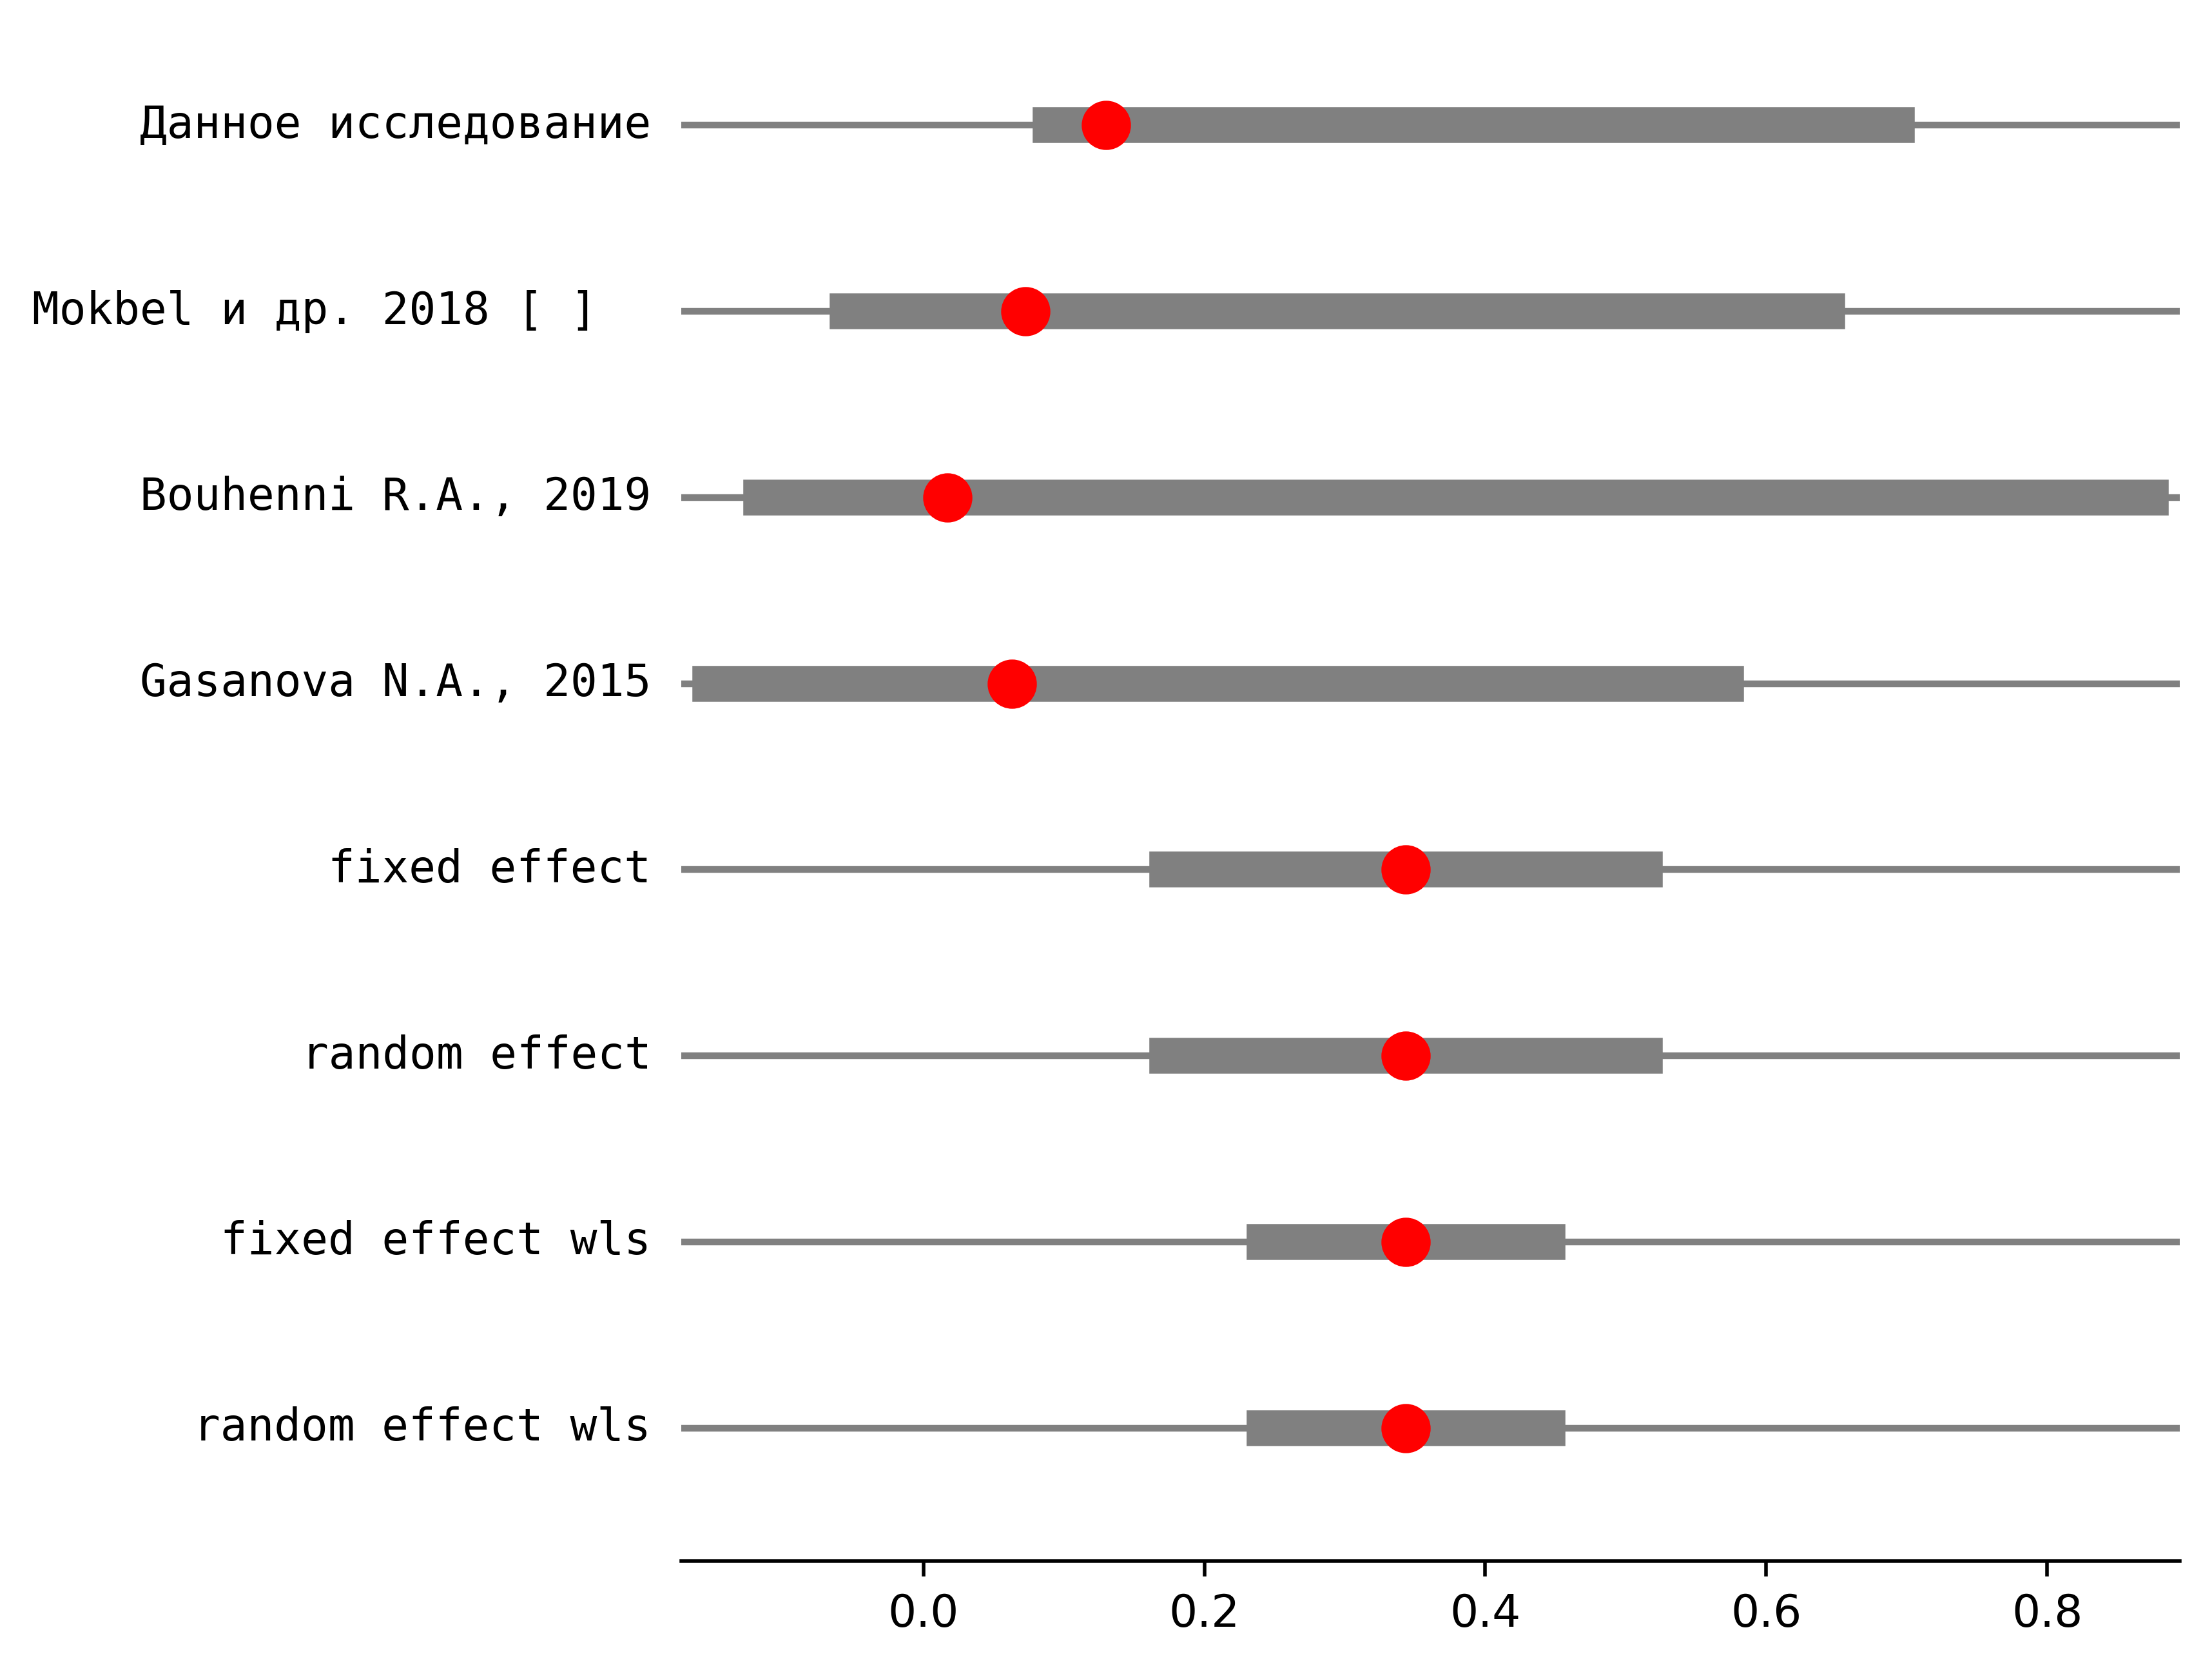 Данное исследование
Mokbel и др. 2018 [ ]
Bouhenni R.A., 2019
Gasanova N.A., 2015
fixed effect
random effect
fixed effect wls
random effect wls
0.0 0.2 0.4 0.6 0.8